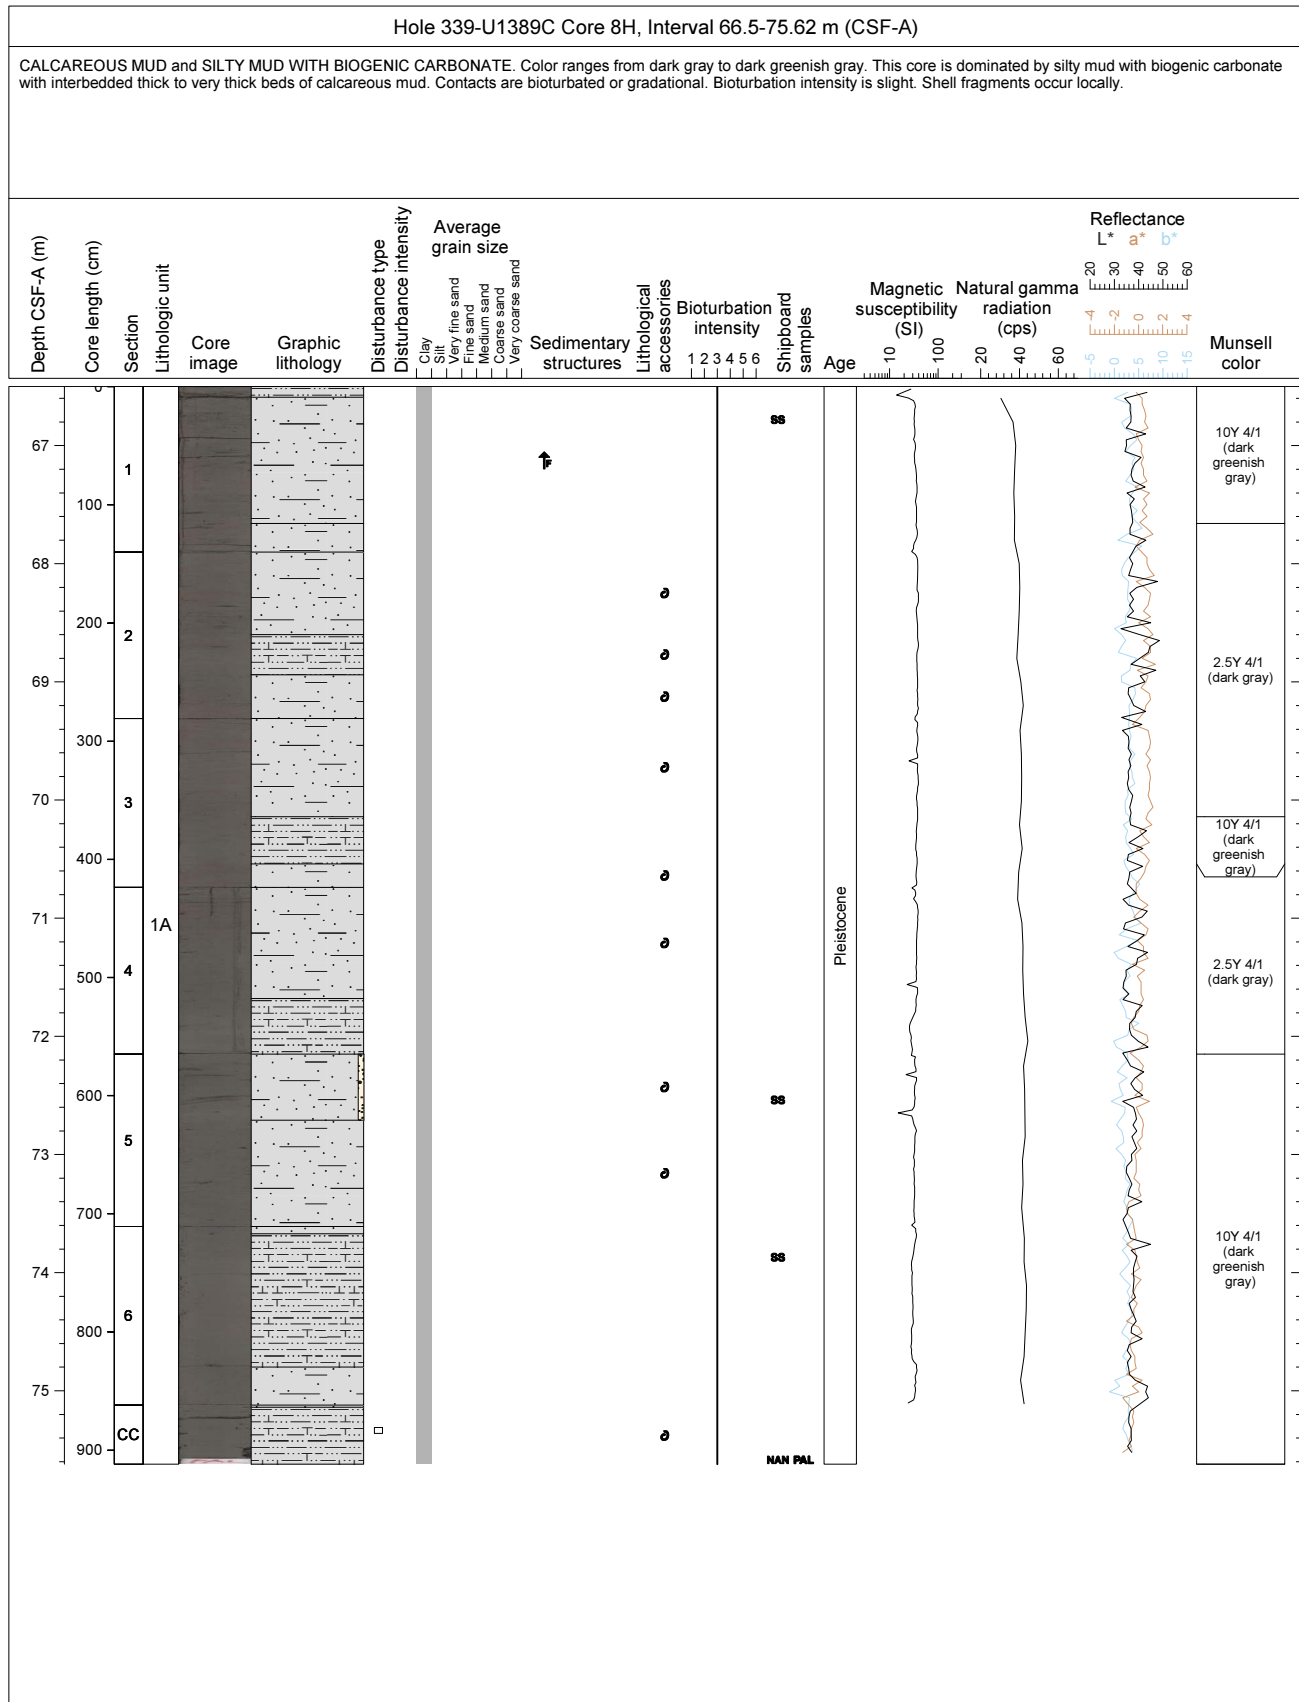 Hole 339-U1389C Core 8H, Interval 66.5-75.62 m (CSF-A)
CALCAREOUS MUD and SILTY MUD WITH BIOGENIC CARBONATE. Color ranges from dark gray to dark greenish gray. This core is dominated by silty mud with biogenic carbonate
with interbedded thick to very thick beds of calcareous mud. Contacts are bioturbated or gradational. Bioturbation intensity is slight. Shell fragments occur locally.
Depth CSF-A (m)
Core length (cm)
Section
Lithologic unit
Core
image
Graphic
lithology
Disturbance type
Disturbance intensity
Average
grain size
Clay
Silt
Very fine sand
Fine sand
Medium sand
Coarse sand
Very coarse sand
Sedimentary
structures
Lithological
accessories
Bioturbation
intensity
1 2 3 4 5 6
Shipboard
samples
Age
Magnetic
susceptibility
(SI)
10 100
Natural gamma
radiation
(cps)
20 40 60
Reflectance
L* a* b*
20 30 40 50 60
-4 -2 0 2 4
-5 0 5 10 15
Munsell
color
67
68
69
70
71
72
73
74
75
0
100
200
300
400
500
600
700
800
900
1
2
3
4
5
6
CC
1A
F
SS
SS
SS
NAN PAL
Pleistocene
10Y 4/1
(dark
greenish
gray)
2.5Y 4/1
(dark gray)
10Y 4/1
(dark
greenish
gray)
2.5Y 4/1
(dark gray)
10Y 4/1
(dark
greenish
gray)